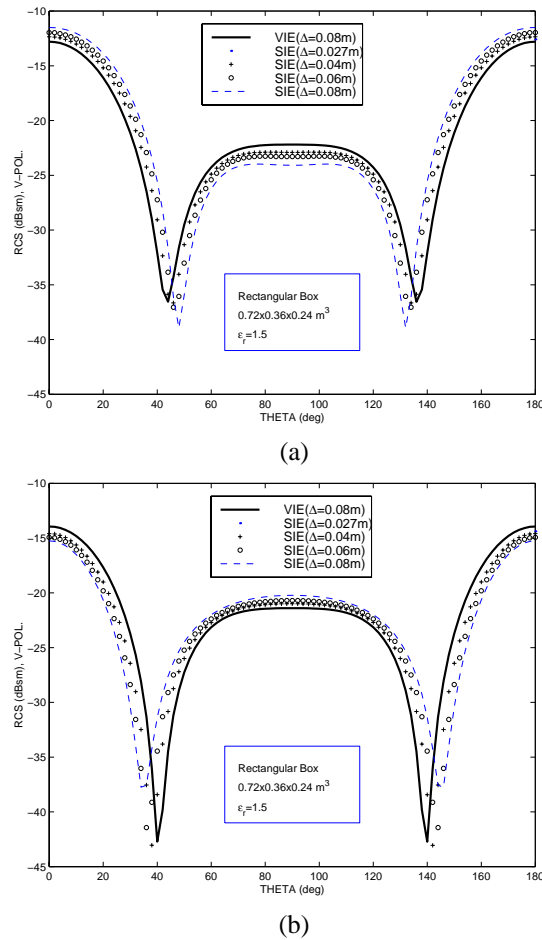 −10
VIE(Δ=0.08m)
SIE(Δ=0.027m)
SIE(Δ=0.04m)
SIE(Δ=0.06m)
SIE(Δ=0.08m)
−15
−20
−25
−30
−35
−40
−45
RCS (dBsm), V−POL.
Rectangular Box
0.72x0.36x0.24 m³
εr=1.5
0 20 40 60 80 100 120 140 160 180
THETA (deg)
(a)
−10
VIE(Δ=0.08m)
SIE(Δ=0.027m)
SIE(Δ=0.04m)
SIE(Δ=0.06m)
SIE(Δ=0.08m)
−15
−20
−25
−30
−35
−40
−45
RCS (dBsm), V−POL.
Rectangular Box
0.72x0.36x0.24 m³
εr=1.5
0 20 40 60 80 100 120 140 160 180
THETA (deg)
(b)